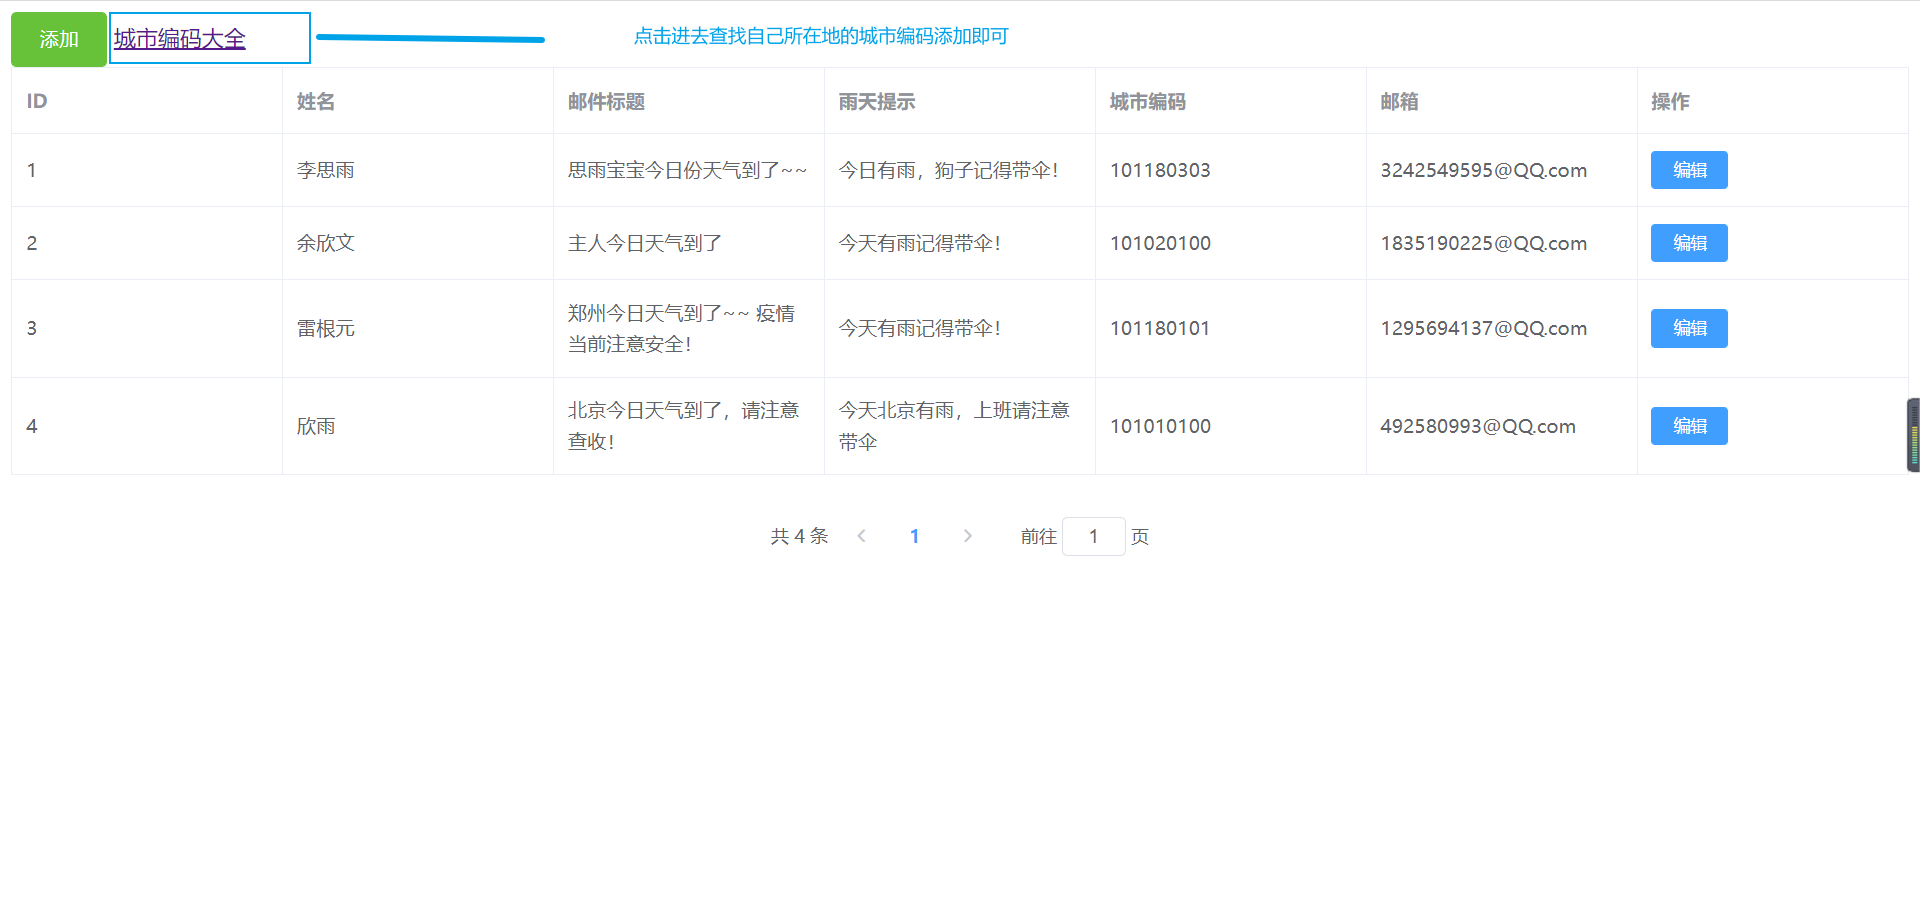 添加 城市编码大全 点击进去查找自己所在地的城市编码添加即可
ID 姓名 邮件标题 雨天提示 城市编码 邮箱 操作
1 李思雨 思雨宝宝今日份天气到了~~ 今日有雨，狗子记得带伞！ 101180303 3242549595@QQ.com 编辑
2 余欣文 主人今日天气到了 今天有雨记得带伞！ 101020100 1835190225@QQ.com 编辑
3 雷根元 郑州今日天气到了~~ 疫情
当前注意安全！ 今天有雨记得带伞！ 101180101 1295694137@QQ.com 编辑
4 欣雨 北京今日天气到了，请注意
查收！ 今天北京有雨，上班请注意
带伞 101010100 492580993@QQ.com 编辑
共 4 条 1 前往 1 页